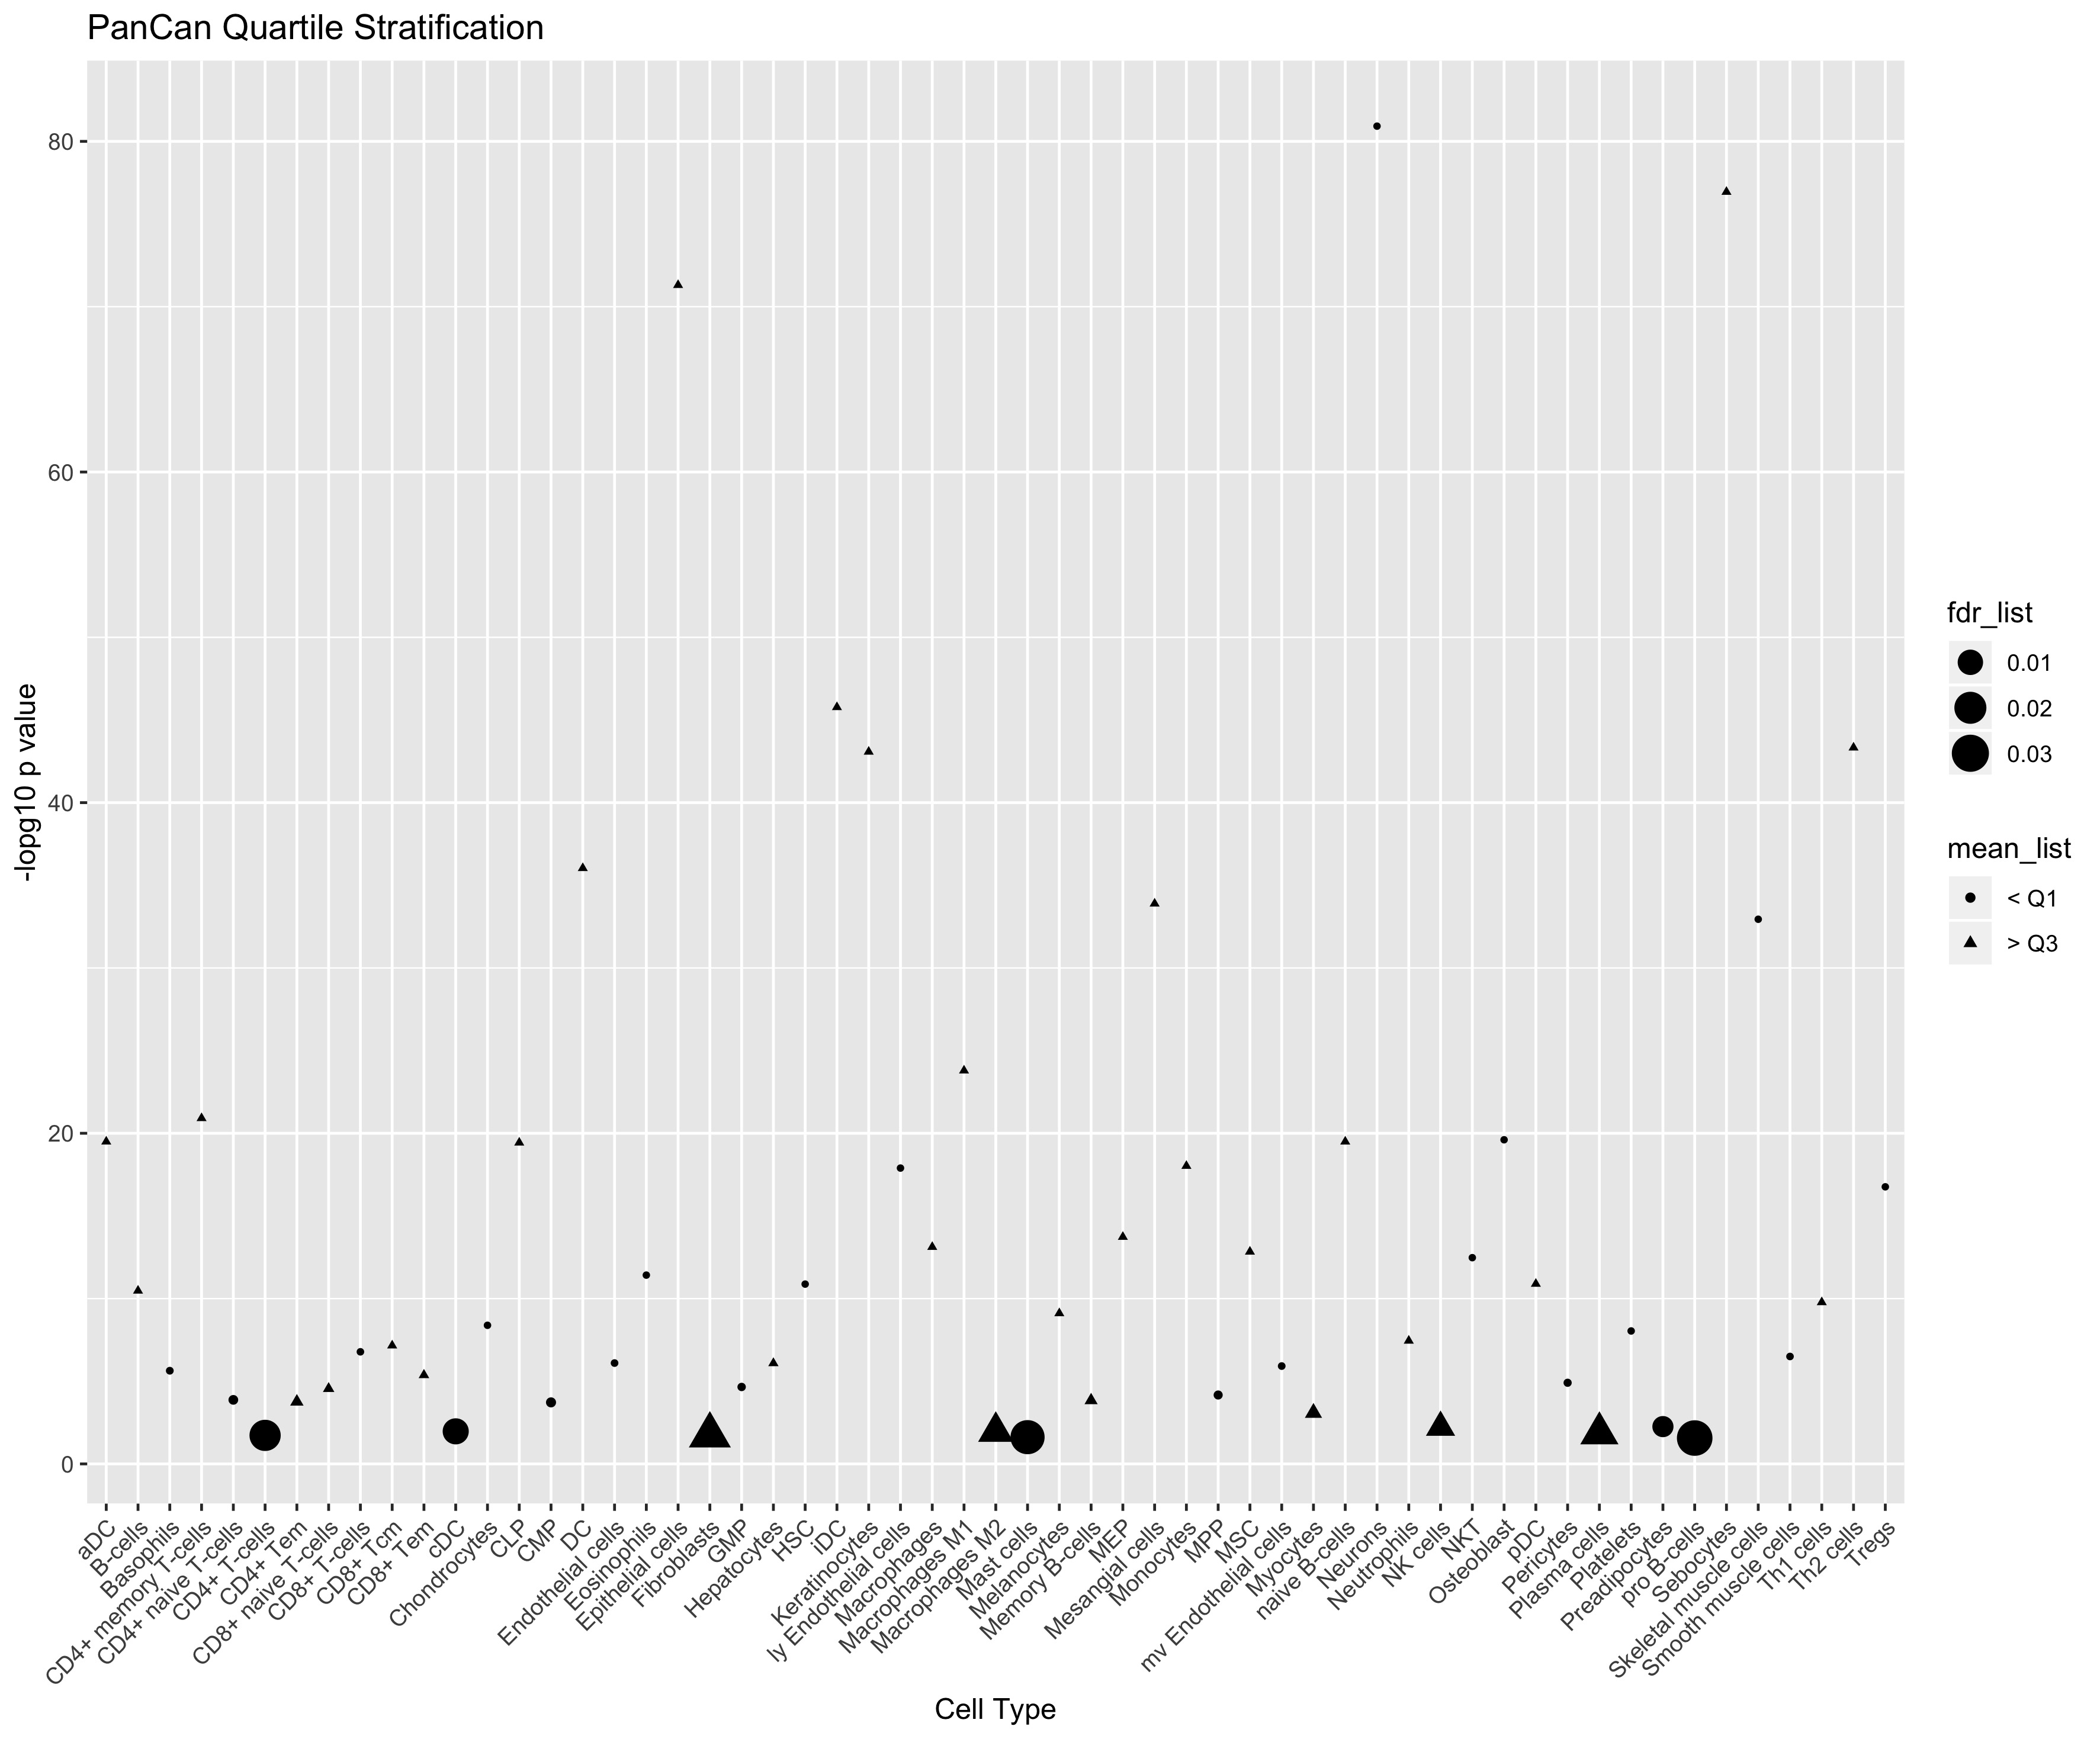 PanCan Quartile Stratification
-lopg10 p value
80
60
40
20
0
aDC
B-cells
Basophils
CD4+ memory T-cells
CD4+ naive T-cells
CD4+ T-cells
CD4+ Tem
CD8+ naive T-cells
CD8+ T-cells
CD8+ Tcm
CD8+ Tem
cDC
Chondrocytes
CLP
CMP
DC
Endothelial cells
Eosinophils
Epithelial cells
Fibroblasts
GMP
Hepatocytes
HSC
iDC
Keratinocytes
ly Endothelial cells
Macrophages
Macrophages M1
Macrophages M2
Mast cells
Melanocytes
Memory B-cells
MEP
Mesangial cells
Monocytes
MPP
MSC
mv Endothelial cells
Myocytes
naive B-cells
Neurons
Neutrophils
NK cells
NKT
Osteoblast
pDC
Pericytes
Plasma cells
Platelets
Preadipocytes
pro B-cells
Sebocytes
Skeletal muscle cells
Smooth muscle cells
Th1 cells
Th2 cells
Tregs
Cell Type
fdr_list
0.01
0.02
0.03
mean_list
< Q1
> Q3